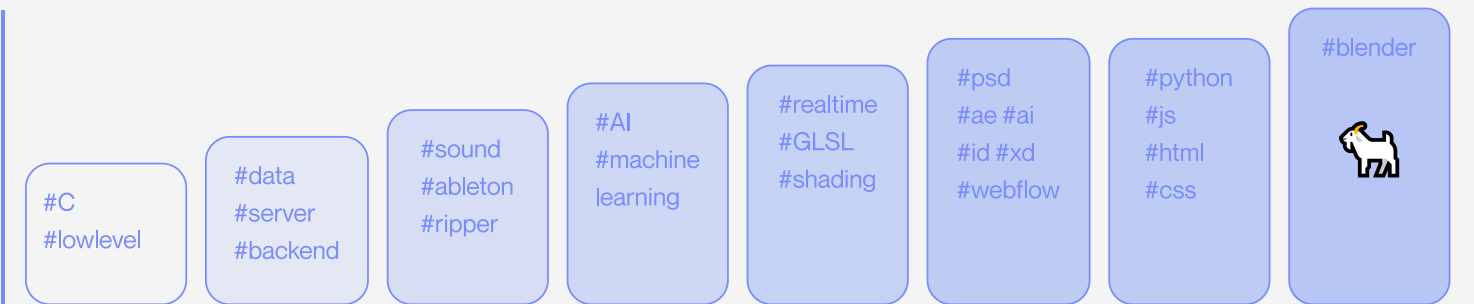 #C
#lowlevel
#data
#server
#backend
#sound
#ableton
#ripper
#AI
#machine
learning
#realtime
#GLSL
#shading
#psd
#ae #ai
#id #xd
#webflow
#python
#js
#html
#css
#blender